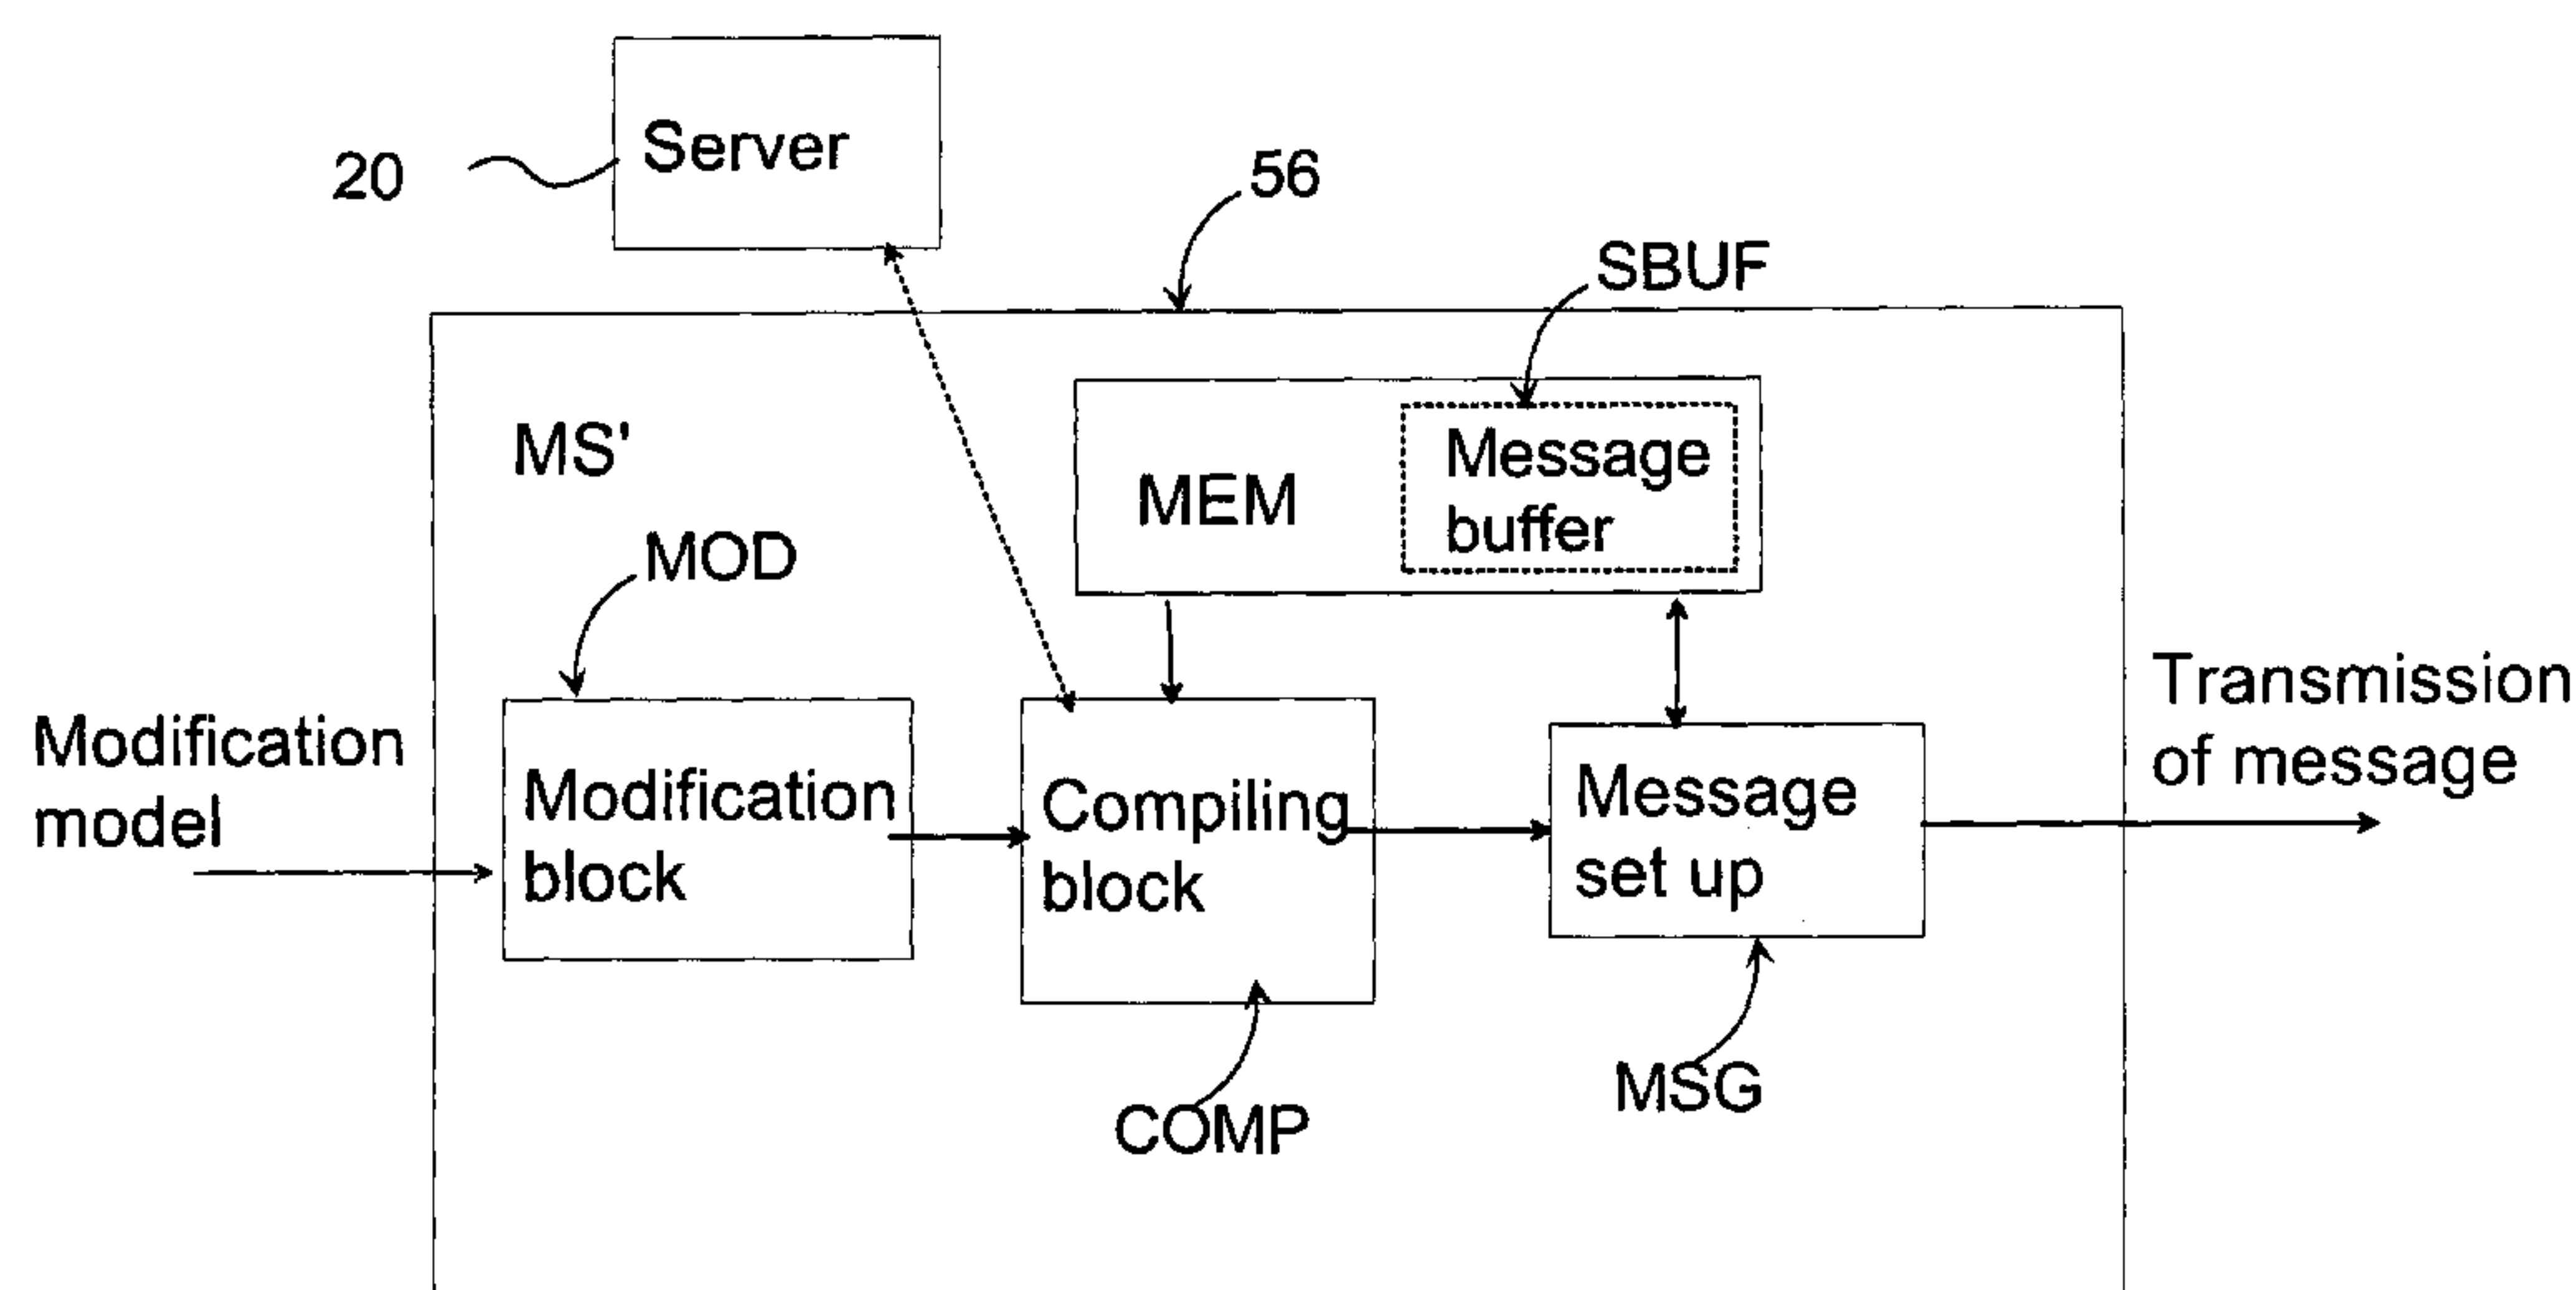 Server
20
56
SBUF
MS'
MEM
Message
buffer
MOD
Modification
model
Modification
block
Compiling
block
Message
set up
Transmission
of message
COMP
MSG